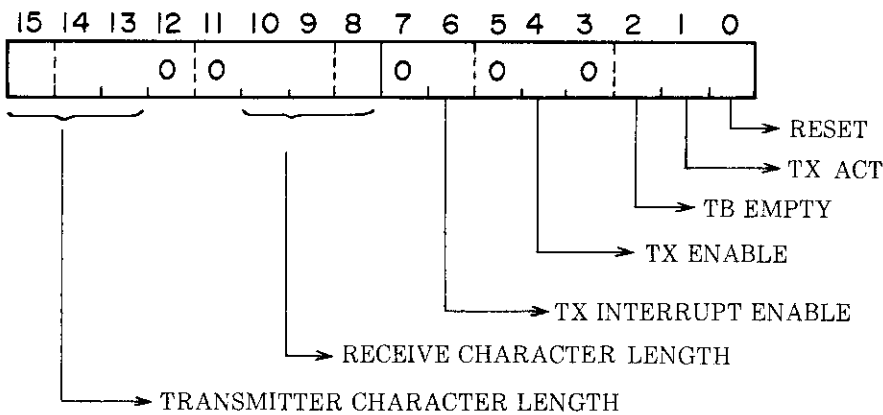 15 14 13 12 11 10 9 8 7 6 5 4 3 2 1 0
0 0 0 0 0
RESET
TX ACT
TB EMPTY
TX ENABLE
TX INTERRUPT ENABLE
RECEIVE CHARACTER LENGTH
TRANSMITTER CHARACTER LENGTH